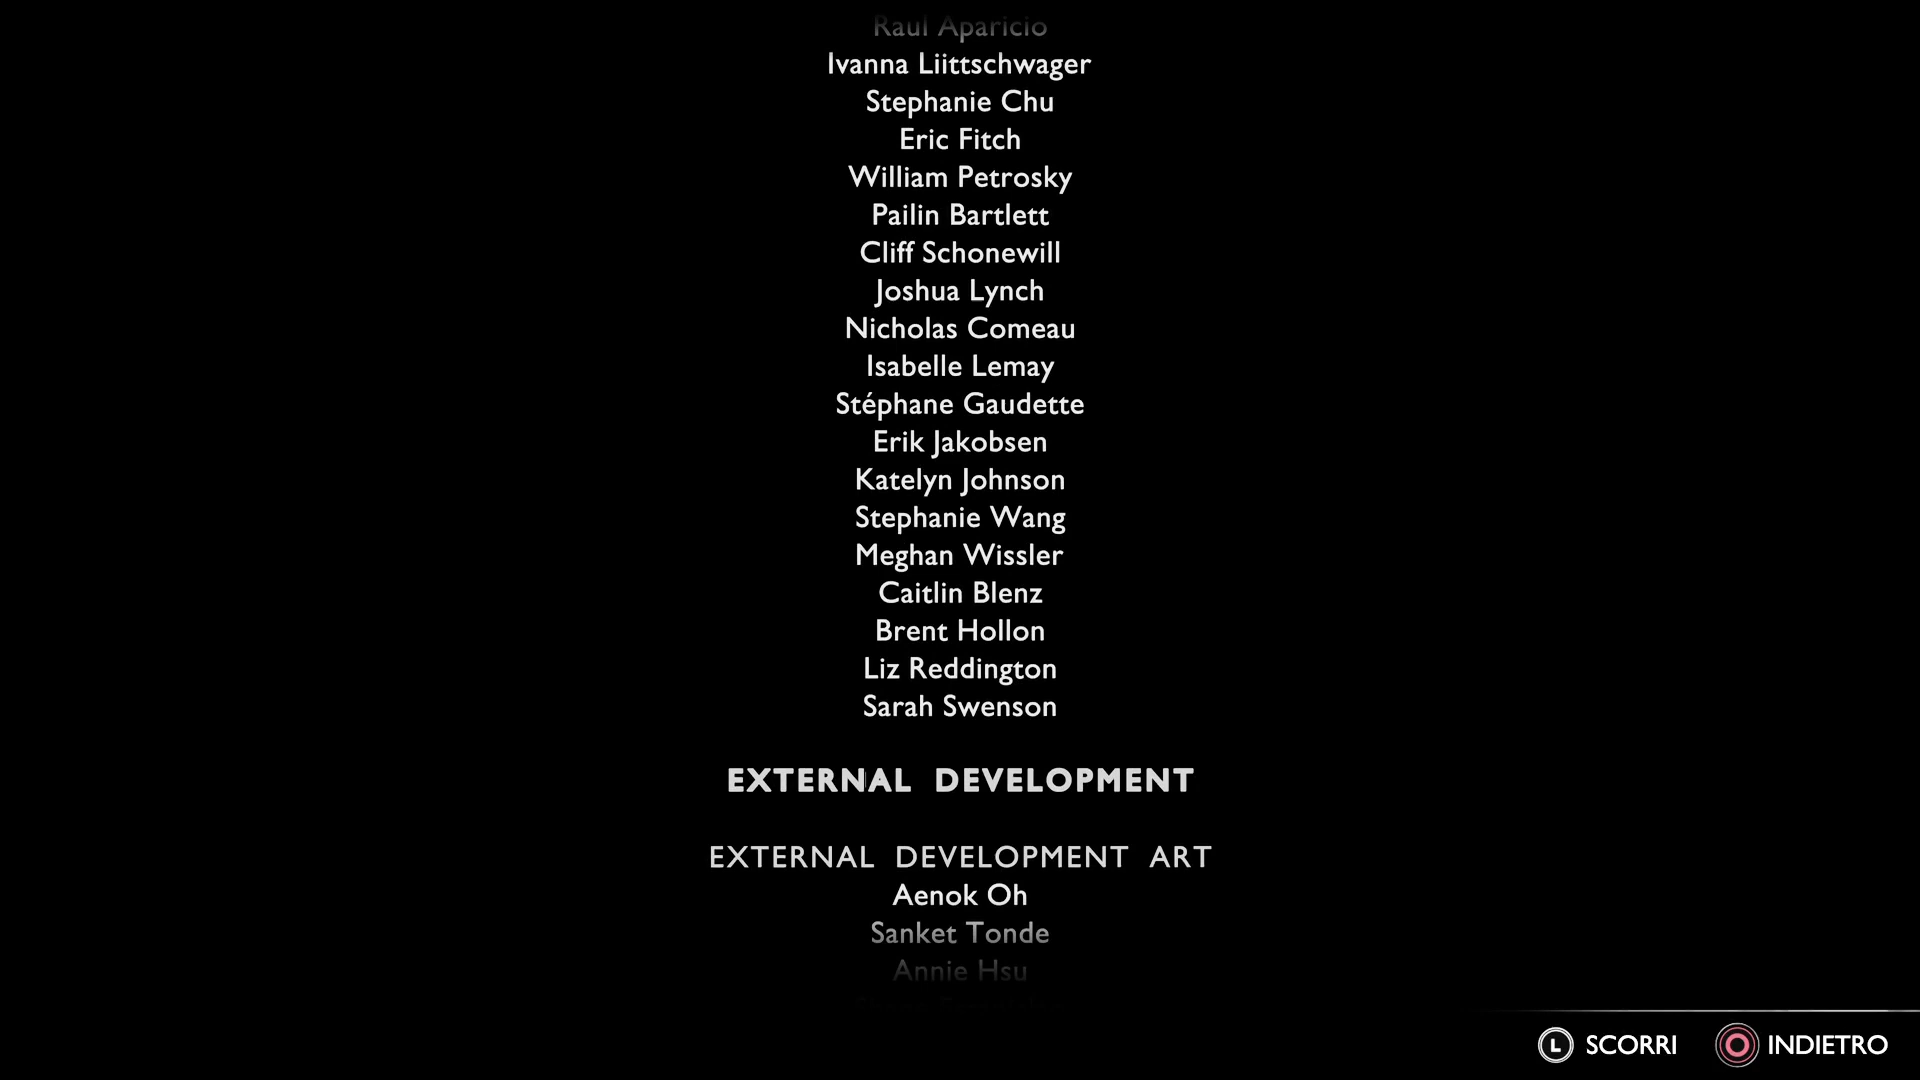 Raul Aparicio
Ivanna Liittschwager
Stephanie Chu
Eric Fitch
William Petrosky
Pailin Bartlett
Cliff Schonewill
Joshua Lynch
Nicholas Comeau
Isabelle Lemay
Stéphane Gaudette
Erik Jakobsen
Katelyn Johnson
Stephanie Wang
Meghan Wissler
Caitlin Blenz
Brent Hollon
Liz Reddington
Sarah Swenson
EXTERNAL DEVELOPMENT
EXTERNAL DEVELOPMENT ART
Aenok Oh
Sanket Tonde
Annie Hsu
L SCORRI INDIETRO